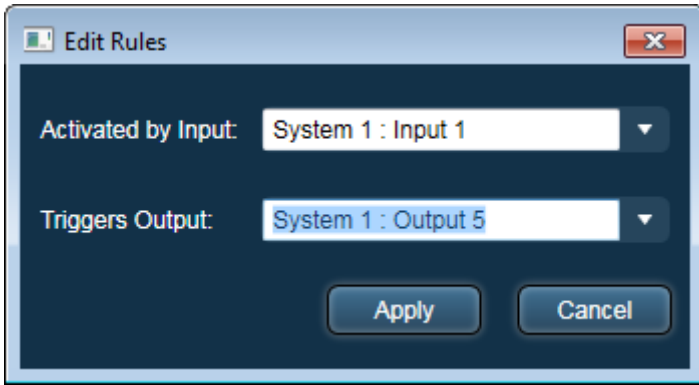 Edit Rules
Activated by Input: System 1 : Input 1
Triggers Output: System 1 : Output 5
Apply Cancel